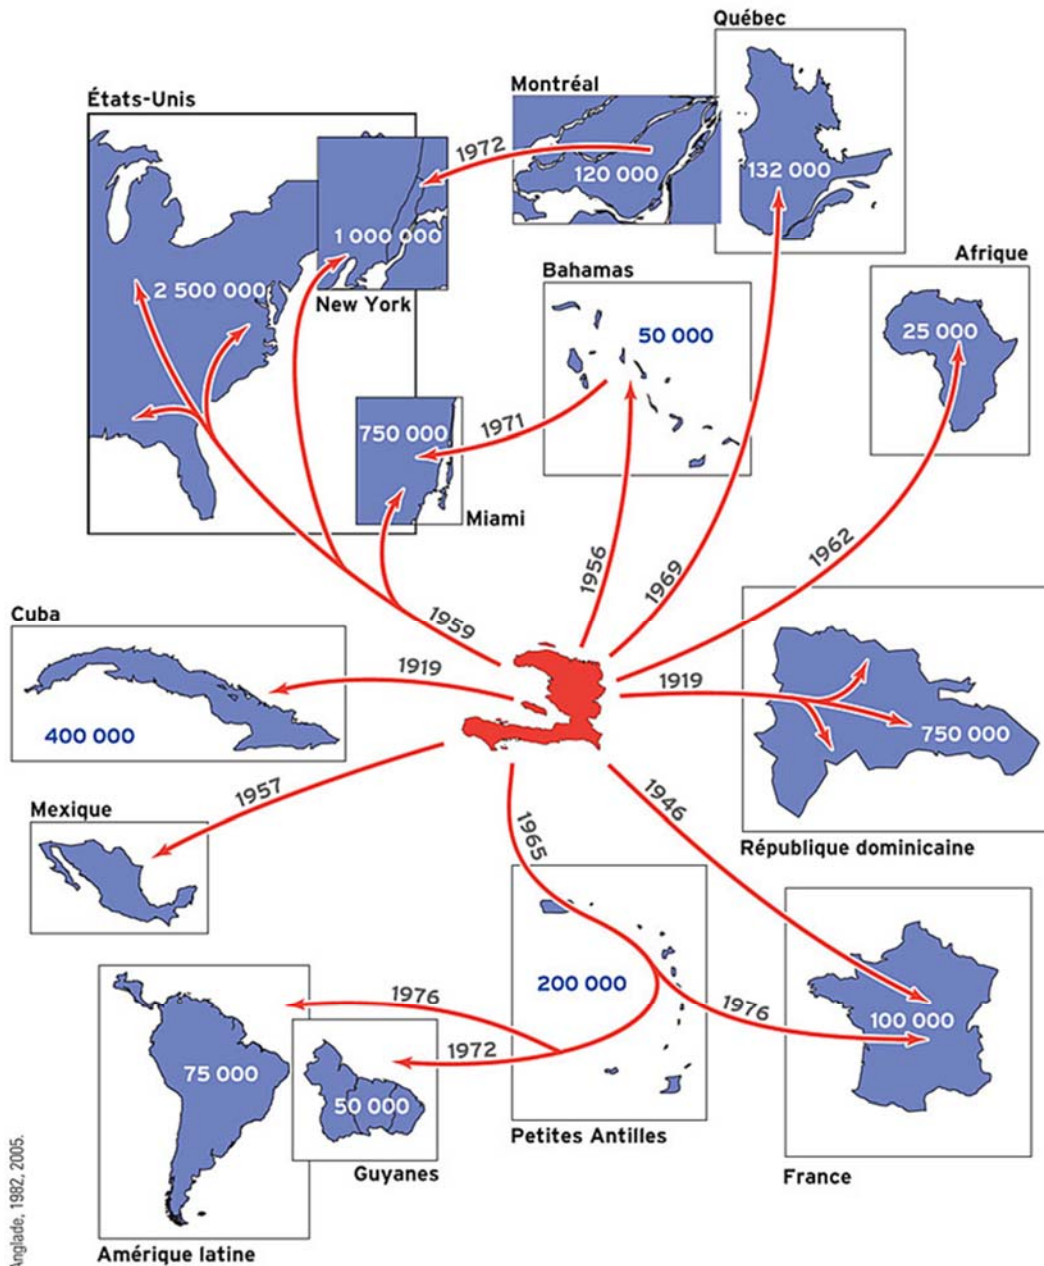 Québec
États-Unis
Montréal
1972
120 000
132 000
1 000 000
Bahamas
Afrique
2 500 000
New York
50 000
25 000
750 000
1971
Miami
1962
1956
1969
Cuba
1959
1919
1919
400 000
750 000
1957
1946
Mexique
1965
République dominicaine
200 000
1976
1976
100 000
1972
75 000
50 000
Petites Antilles
Guyanes
France
Amérique latine
Anglade, 1982, 2005.